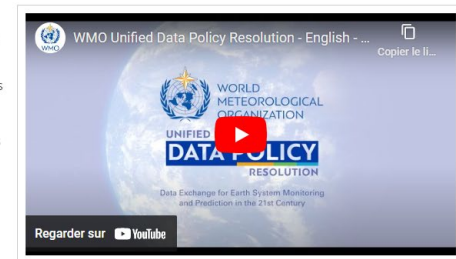 WMO
WMO Unified Data Policy Resolution - English - ...
Copier le li...
WORLD
METEOROLOGICAL
ORGANIZATION
UNIFIED
DATA POLICY
RESOLUTION
Data Exchange for Earth System Monitoring
and Prediction in the 21st Century
Regarder sur YouTube
s